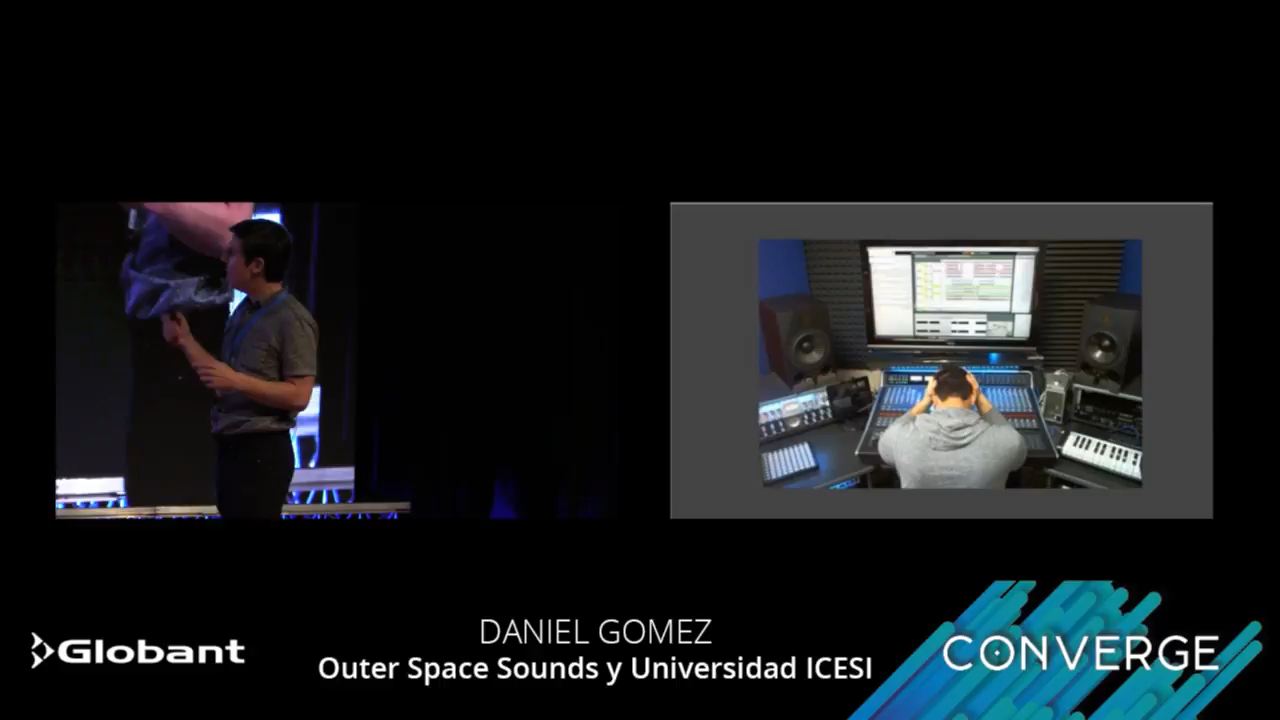 Globant
DANIEL GOMEZ
Outer Space Sounds y Universidad ICESI
CONVERGE